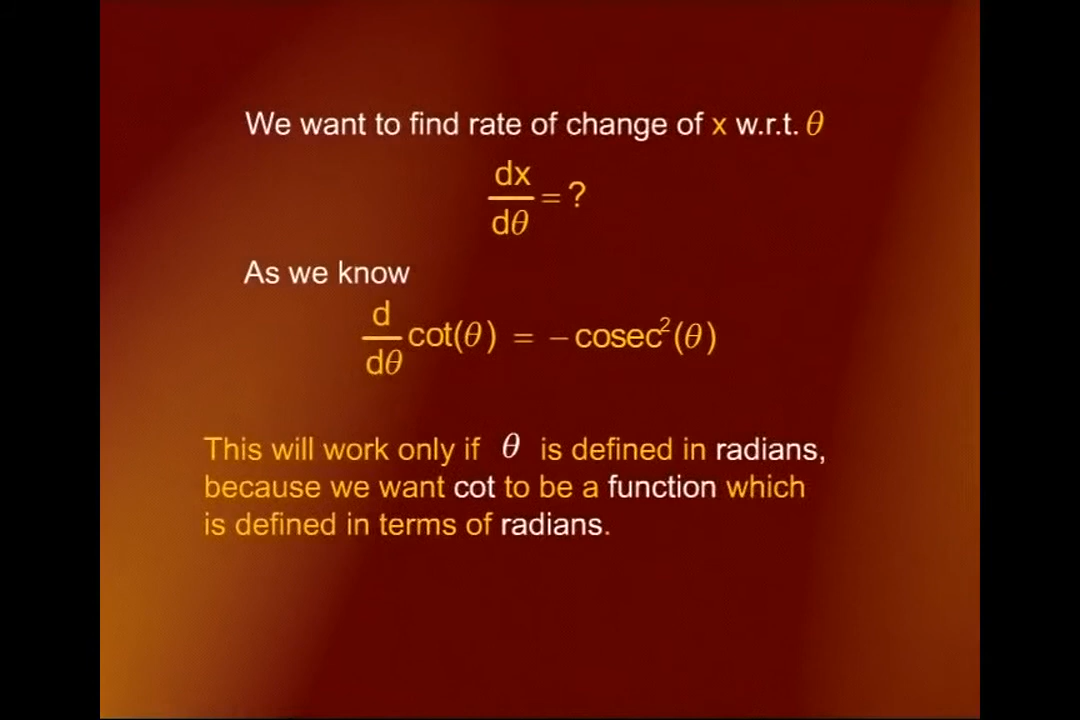 We want to find rate of change of x w.r.t. θ
dx/dθ = ?
As we know
d/dθ cot(θ) = −cosec²(θ)
This will work only if θ is defined in radians,
because we want cot to be a function which
is defined in terms of radians.